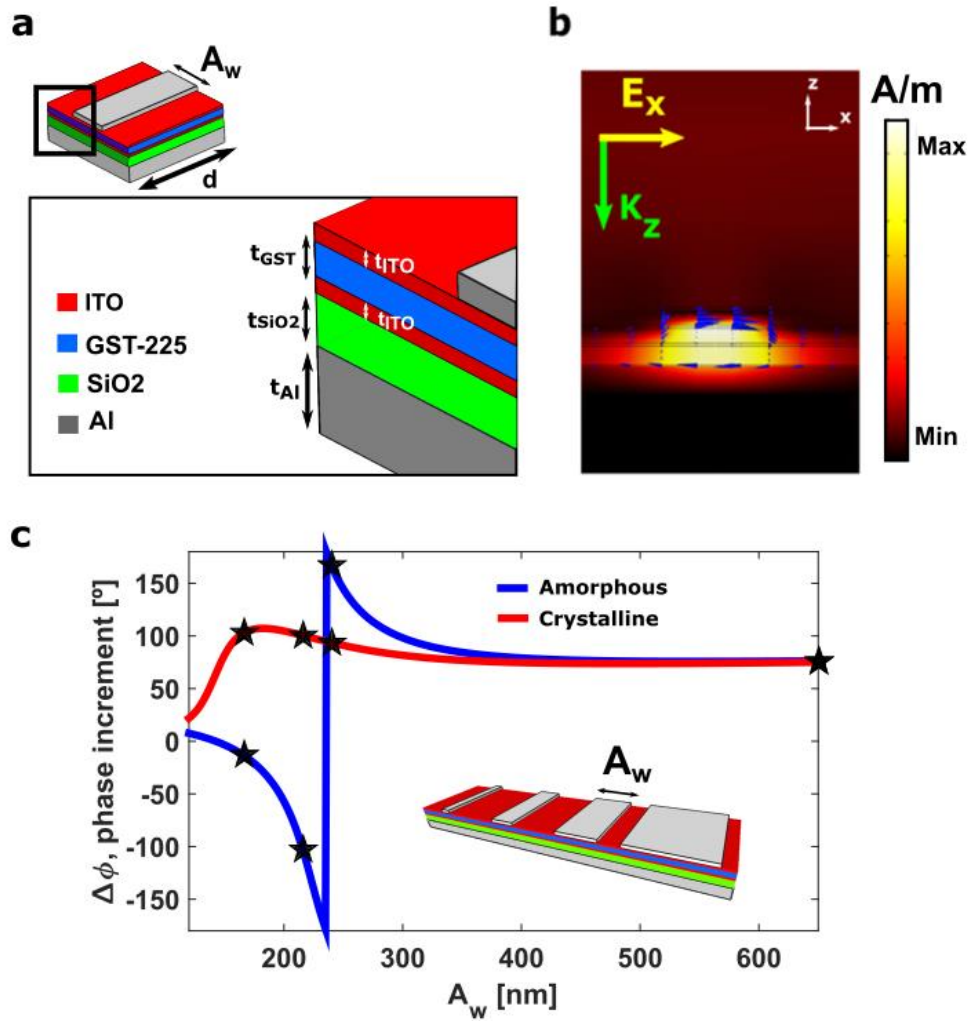 a
A_w
d
t_GST
t_ITO
t_SiO2
t_ITO
t_Al
ITO
GST-225
SiO2
Al
b
E_x
K_z
z
x
A/m
Max
Min
c
Δϕ, phase increment [º]
150
100
50
0
-50
-100
-150
Amorphous
Crystalline
A_w
200
300
400
500
600
A_w [nm]